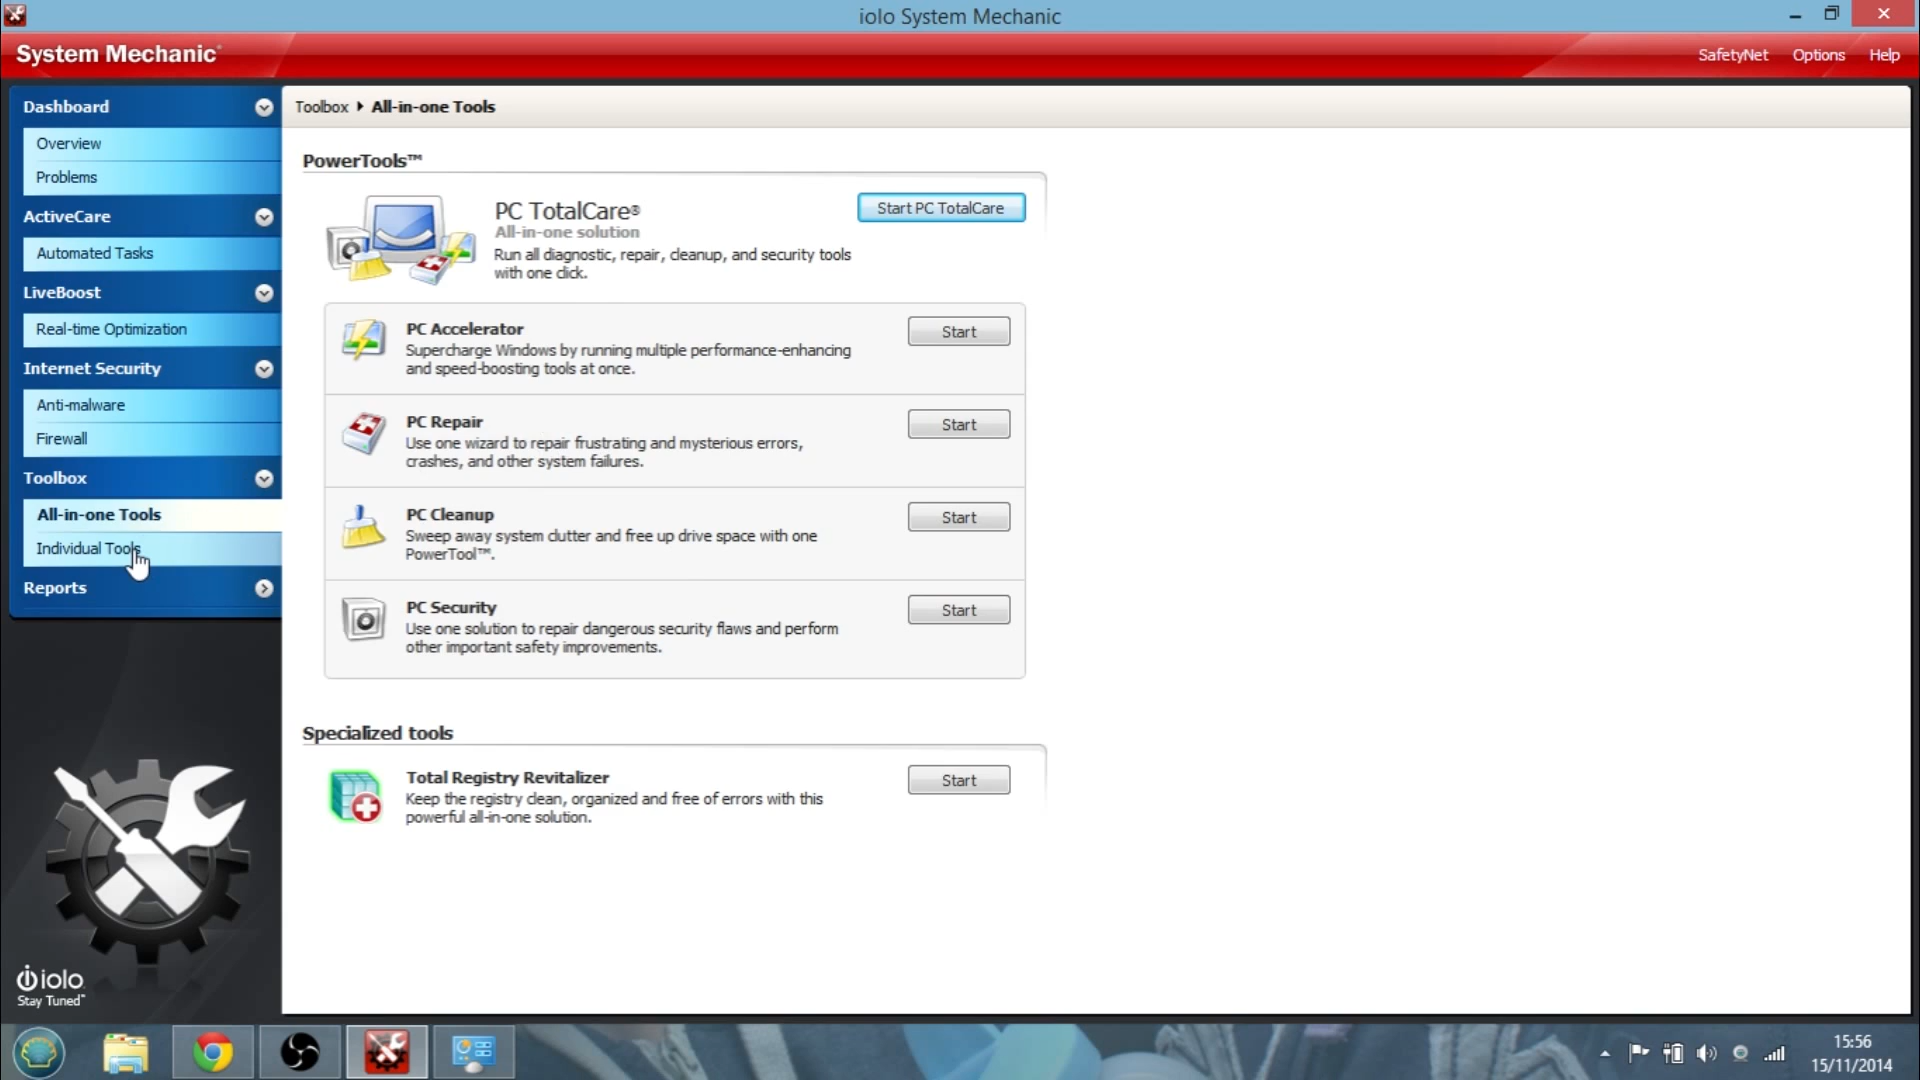 iolo System Mechanic
System Mechanic®
SafetyNet Options Help
Dashboard
Overview
Problems
ActiveCare
Automated Tasks
LiveBoost
Real-time Optimization
Internet Security
Anti-malware
Firewall
Toolbox
All-in-one Tools
Individual Tools
Reports
iolo
Stay Tuned™
Toolbox All-in-one Tools
PowerTools™
PC TotalCare®
All-in-one solution
Run all diagnostic, repair, cleanup, and security tools
with one click.
Start PC TotalCare
PC Accelerator
Supercharge Windows by running multiple performance-enhancing
and speed-boosting tools at once.
Start
PC Repair
Use one wizard to repair frustrating and mysterious errors,
crashes, and other system failures.
Start
PC Cleanup
Sweep away system clutter and free up drive space with one
PowerTool™.
Start
PC Security
Use one solution to repair dangerous security flaws and perform
other important safety improvements.
Start
Specialized tools
Total Registry Revitalizer
Keep the registry clean, organized and free of errors with this
powerful all-in-one solution.
Start
15:56
15/11/2014